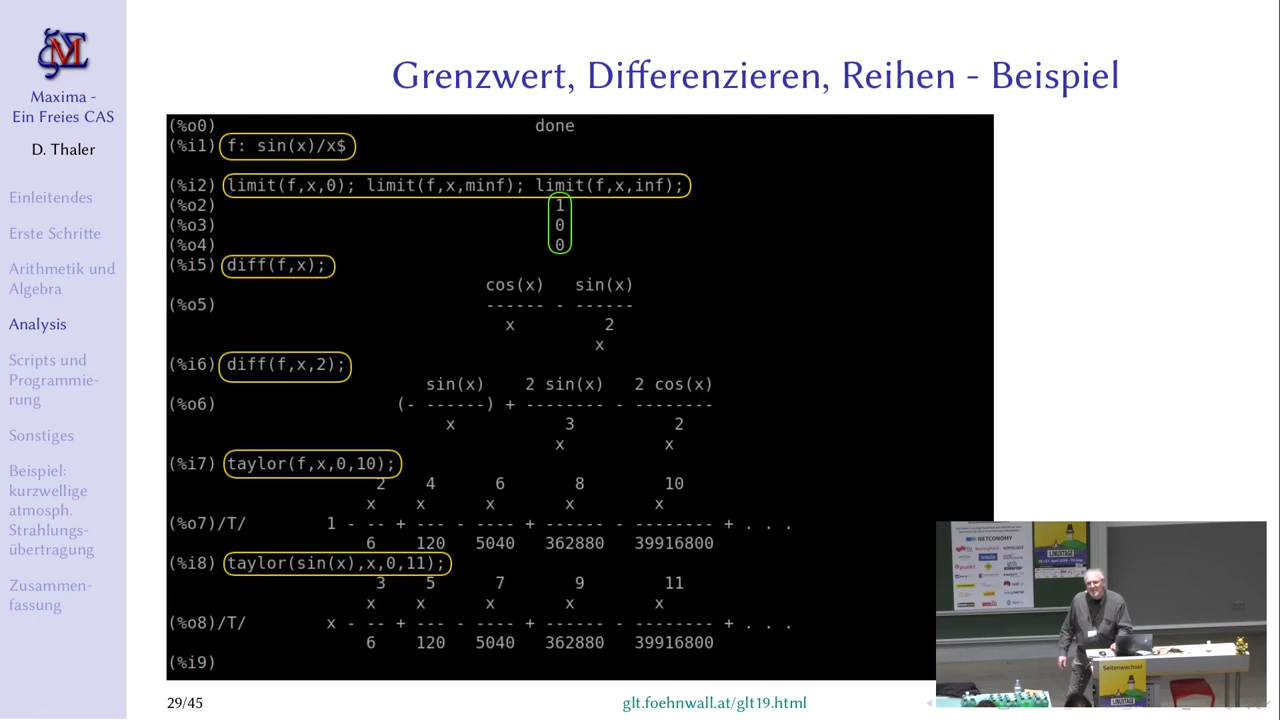 Maxima -
Ein Freies CAS
D. Thaler
Einleitendes
Erste Schritte
Arithmetik und
Algebra
Analysis
Scripts und
Programmie-
rung
Sonstiges
Beispiel:
kurzwellige
atmosph.
Strahlungs-
übertragung
Zusammen-
fassung
Grenzwert, Differenzieren, Reihen - Beispiel
(%o0) done
(%i1) f: sin(x)/x$
(%i2) limit(f,x,0); limit(f,x,minf); limit(f,x,inf);
(%o2) 1
(%o3) 0
(%o4) 0
(%i5) diff(f,x);
cos(x) sin(x)
(%o5) ------ - ------
x 2
x
(%i6) diff(f,x,2);
sin(x) 2 sin(x) 2 cos(x)
(%o6) (- ------) + -------- - --------
x 3 2
x x
(%i7) taylor(f,x,0,10);
2 4 6 8 10
x x x x x
(%o7)/T/ 1 - -- + --- - ---- + ------ - -------- + . . .
6 120 5040 362880 39916800
(%i8) taylor(sin(x),x,0,11);
3 5 7 9 11
x x x x x
(%o8)/T/ x - -- + --- - ---- + ------ - -------- + . . .
6 120 5040 362880 39916800
(%i9)
29/45
glt.foehnwall.at/glt19.html
NETCONOMY
LINUXTAGE
Seitenwechsel
LINUXTAGE